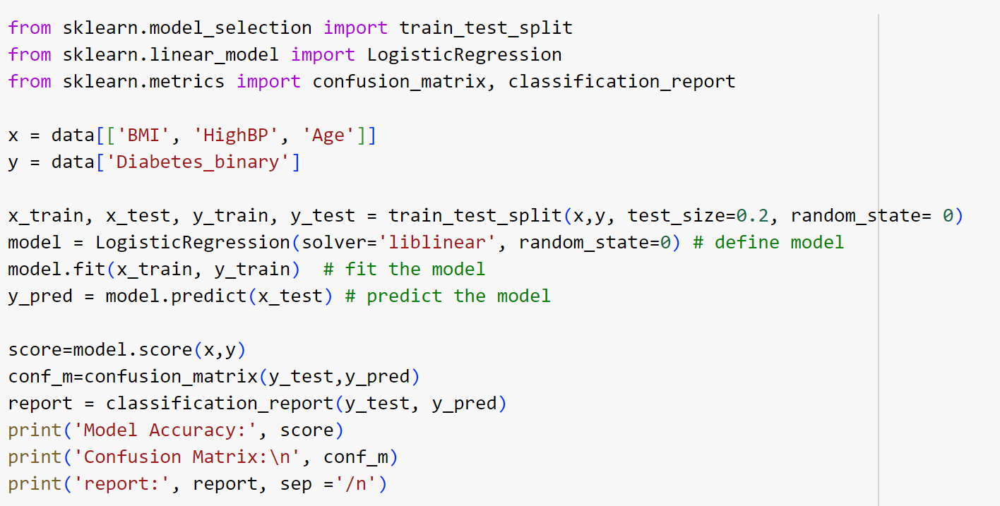 from sklearn.model_selection import train_test_split
from sklearn.linear_model import LogisticRegression
from sklearn.metrics import confusion_matrix, classification_report
x = data[['BMI', 'HighBP', 'Age']]
y = data['Diabetes_binary']
x_train, x_test, y_train, y_test = train_test_split(x,y, test_size=0.2, random_state= 0)
model = LogisticRegression(solver='liblinear', random_state=0) # define model
model.fit(x_train, y_train)  # fit the model
y_pred = model.predict(x_test) # predict the model
score=model.score(x,y)
conf_m=confusion_matrix(y_test,y_pred)
report = classification_report(y_test, y_pred)
print('Model Accuracy:', score)
print('Confusion Matrix:\n', conf_m)
print('report:', report, sep ='/n')